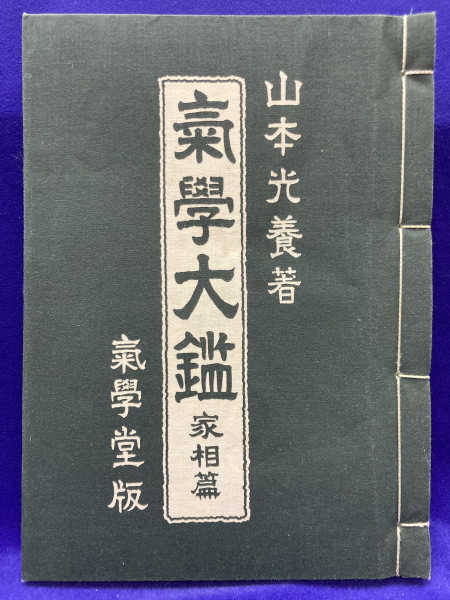 山本光養著
氣學大鑑 家相篇
氣學堂版